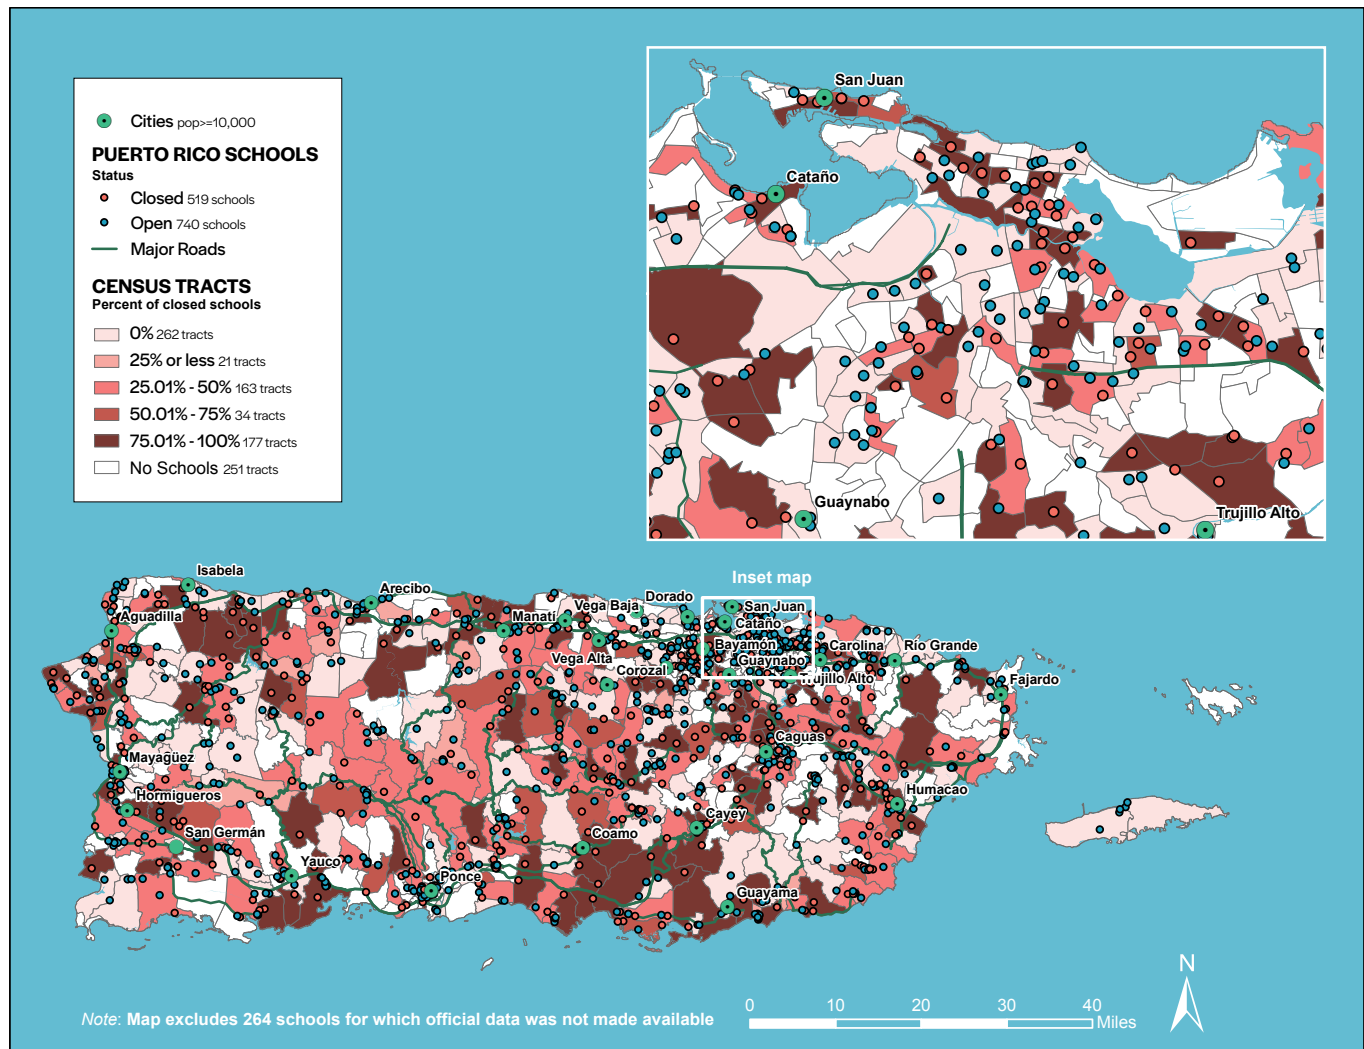 Cities pop>=10,000
PUERTO RICO SCHOOLS
Status
Closed 519 schools
Open 740 schools
Major Roads
CENSUS TRACTS
Percent of closed schools
0% 262 tracts
25% or less 21 tracts
25.01% - 50% 163 tracts
50.01% - 75% 34 tracts
75.01% - 100% 177 tracts
No Schools 251 tracts
San Juan
Cataño
Guaynabo
Trujillo Alto
Inset map
Isabela
Arecibo
Dorado
San Juan
Vega Baja
Aguadilla
Manatí
Cataño
Bayamón
Carolina
Río Grande
Vega Alta
Guaynabo
Corozal
Trujillo Alto
Fajardo
Caguas
Mayagüez
Humacao
Hormigueros
Cayey
San Germán
Coamo
Yauco
Ponce
Guayama
N
0 10 20 30 40
Miles
Note: Map excludes 264 schools for which official data was not made available